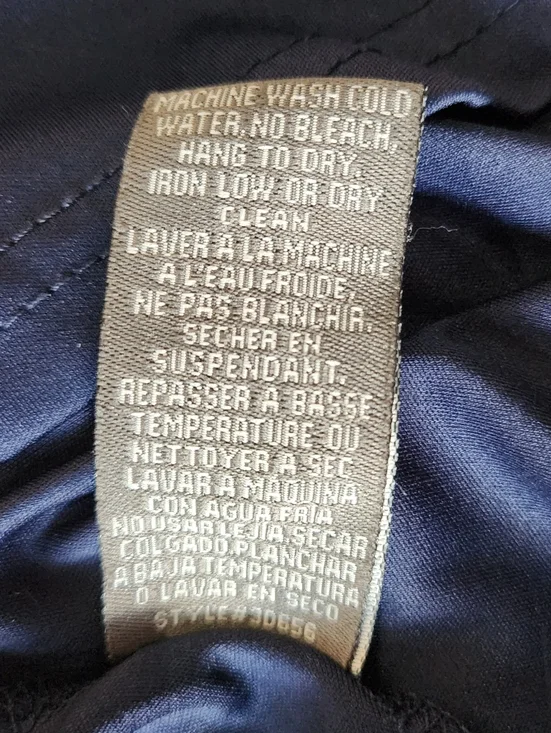 MACHINE WASH COLD
WATER, NO BLEACH,
HANG TO DRY,
IRON LOW OR DRY
CLEAN
LAVER A LA MACHINE
A L'EAU FROIDE,
NE PAS BLANCHIR,
SECHER EN
SUSPENDANT,
REPASSER A BASSE
TEMPERATURE OU
NETTOYER A SEC
LAVAR A MAQUINA
CON AGUA FRIA
NO USAR LEJIA, SECAR
COLGADO, PLANCHAR
A BAJA TEMPERATURA
O LAVAR EN SECO
STYLE#